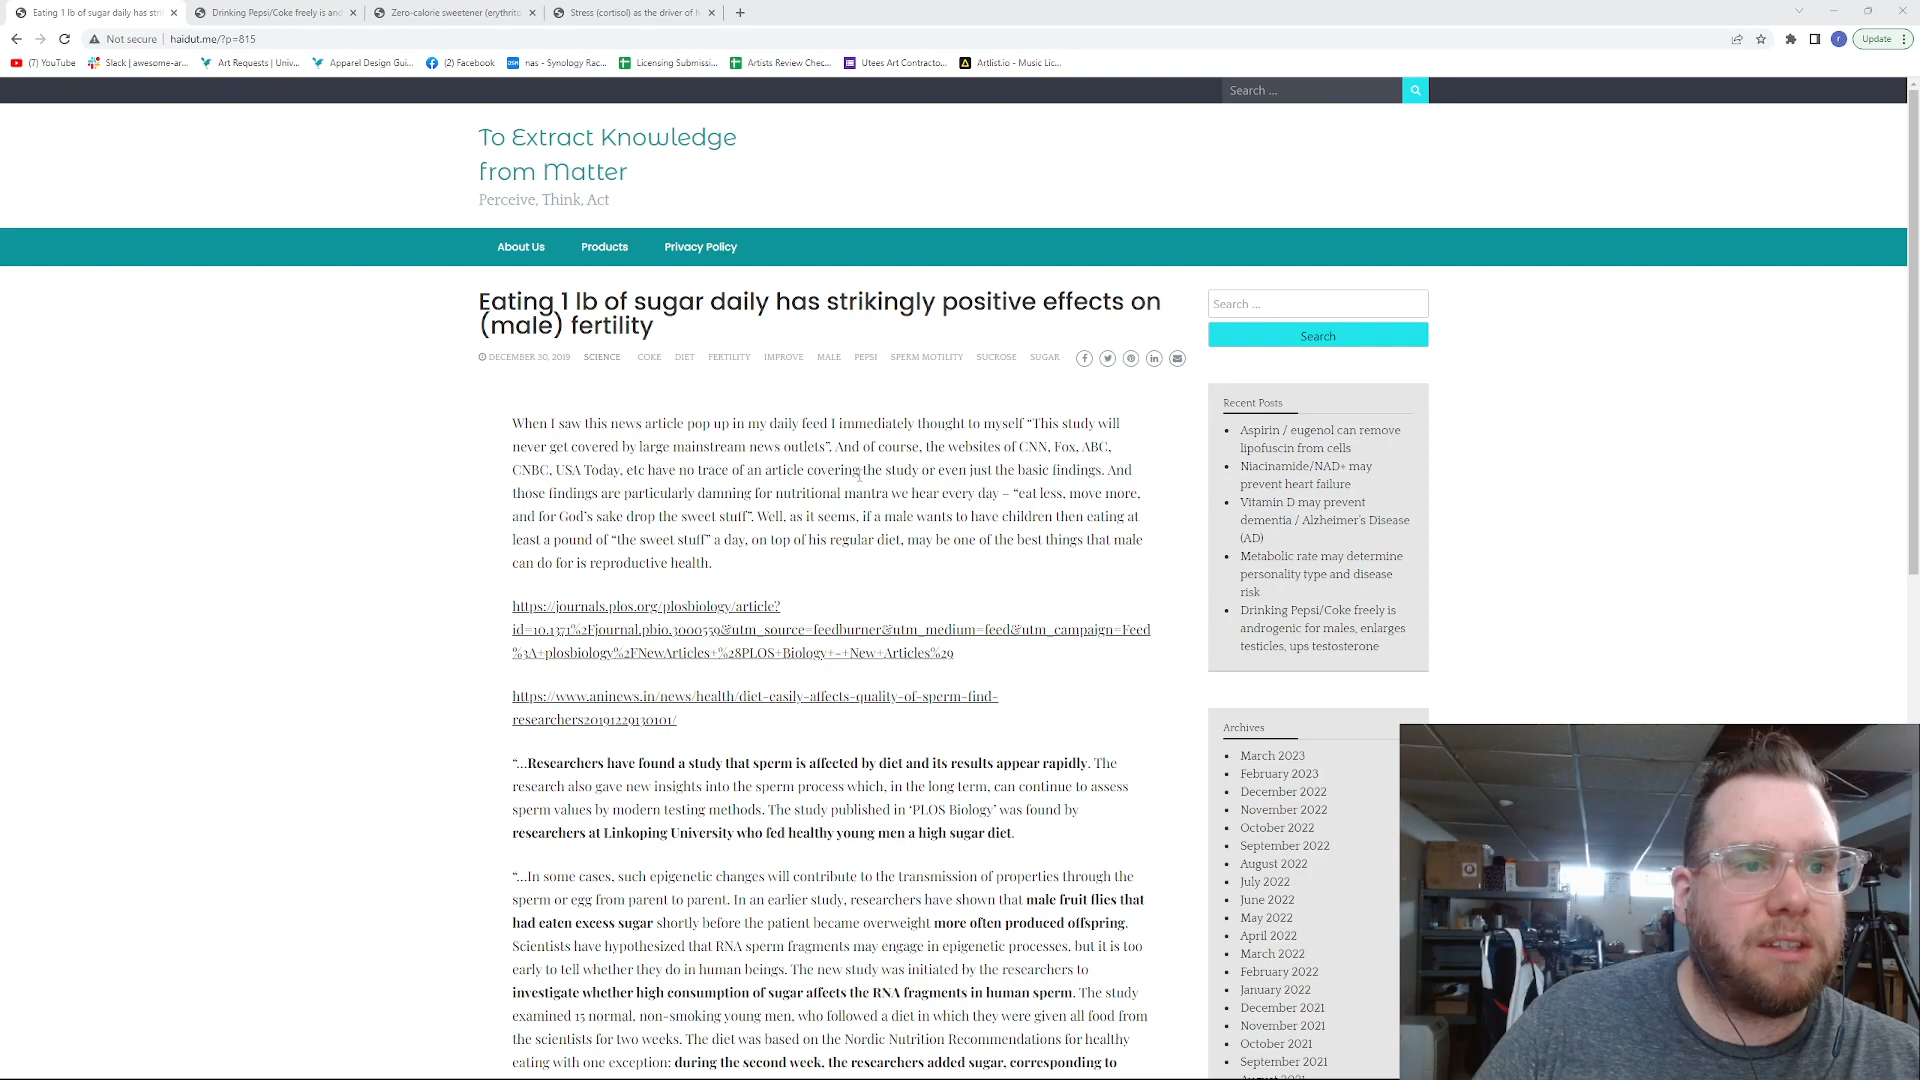 Eating 1 lb of sugar daily has stri
Drinking Pepsi/Coke freely is and
Zero-calorie sweetener (erythrito
Stress (cortisol) as the driver of h
Not secure
haidut.me/?p=815
Update
(7) YouTube
Slack | awesome-ar...
Art Requests | Univ...
Apparel Design Gui...
(2) Facebook
nas - Synology Rac...
Licensing Submissi...
Artists Review Chec...
Utees Art Contracto...
Artlist.io - Music Lic...
Search ...
To Extract Knowledge
from Matter
Perceive, Think, Act
About Us
Products
Privacy Policy
Eating 1 lb of sugar daily has strikingly positive effects on
(male) fertility
DECEMBER 30, 2019 SCIENCE COKE DIET FERTILITY IMPROVE MALE PEPSI SPERM MOTILITY SUCROSE SUGAR
When I saw this news article pop up in my daily feed I immediately thought to myself “This study will
never get covered by large mainstream news outlets”. And of course, the websites of CNN, Fox, ABC,
CNBC, USA Today, etc have no trace of an article covering the study or even just the basic findings. And
those findings are particularly damning for nutritional mantra we hear every day – “eat less, move more,
and for God’s sake drop the sweet stuff”. Well, as it seems, if a male wants to have children then eating at
least a pound of “the sweet stuff” a day, on top of his regular diet, may be one of the best things that male
can do for is reproductive health.
https://journals.plos.org/plosbiology/article?
id=10.1371%2Fjournal.pbio.3000559&utm_source=feedburner&utm_medium=feed&utm_campaign=Feed
%3A+plosbiology%2FNewArticles+%28PLOS+Biology+-+New+Articles%29
https://www.aninews.in/news/health/diet-easily-affects-quality-of-sperm-find-
researchers20191229130101/
“…Researchers have found a study that sperm is affected by diet and its results appear rapidly. The
research also gave new insights into the sperm process which, in the long term, can continue to assess
sperm values by modern testing methods. The study published in ‘PLOS Biology’ was found by
researchers at Linkoping University who fed healthy young men a high sugar diet.
“…In some cases, such epigenetic changes will contribute to the transmission of properties through the
sperm or egg from parent to parent. In an earlier study, researchers have shown that male fruit flies that
had eaten excess sugar shortly before the patient became overweight more often produced offspring.
Scientists have hypothesized that RNA sperm fragments may engage in epigenetic processes, but it is too
early to tell whether they do in human beings. The new study was initiated by the researchers to
investigate whether high consumption of sugar affects the RNA fragments in human sperm. The study
examined 15 normal, non-smoking young men, who followed a diet in which they were given all food from
the scientists for two weeks. The diet was based on the Nordic Nutrition Recommendations for healthy
eating with one exception: during the second week, the researchers added sugar, corresponding to
Search ...
Search
Recent Posts
Aspirin / eugenol can remove
lipofuscin from cells
Niacinamide/NAD+ may
prevent heart failure
Vitamin D may prevent
dementia / Alzheimer’s Disease
(AD)
Metabolic rate may determine
personality type and disease
risk
Drinking Pepsi/Coke freely is
androgenic for males, enlarges
testicles, ups testosterone
Archives
March 2023
February 2023
December 2022
November 2022
October 2022
September 2022
August 2022
July 2022
June 2022
May 2022
April 2022
March 2022
February 2022
January 2022
December 2021
November 2021
October 2021
September 2021
August 2021